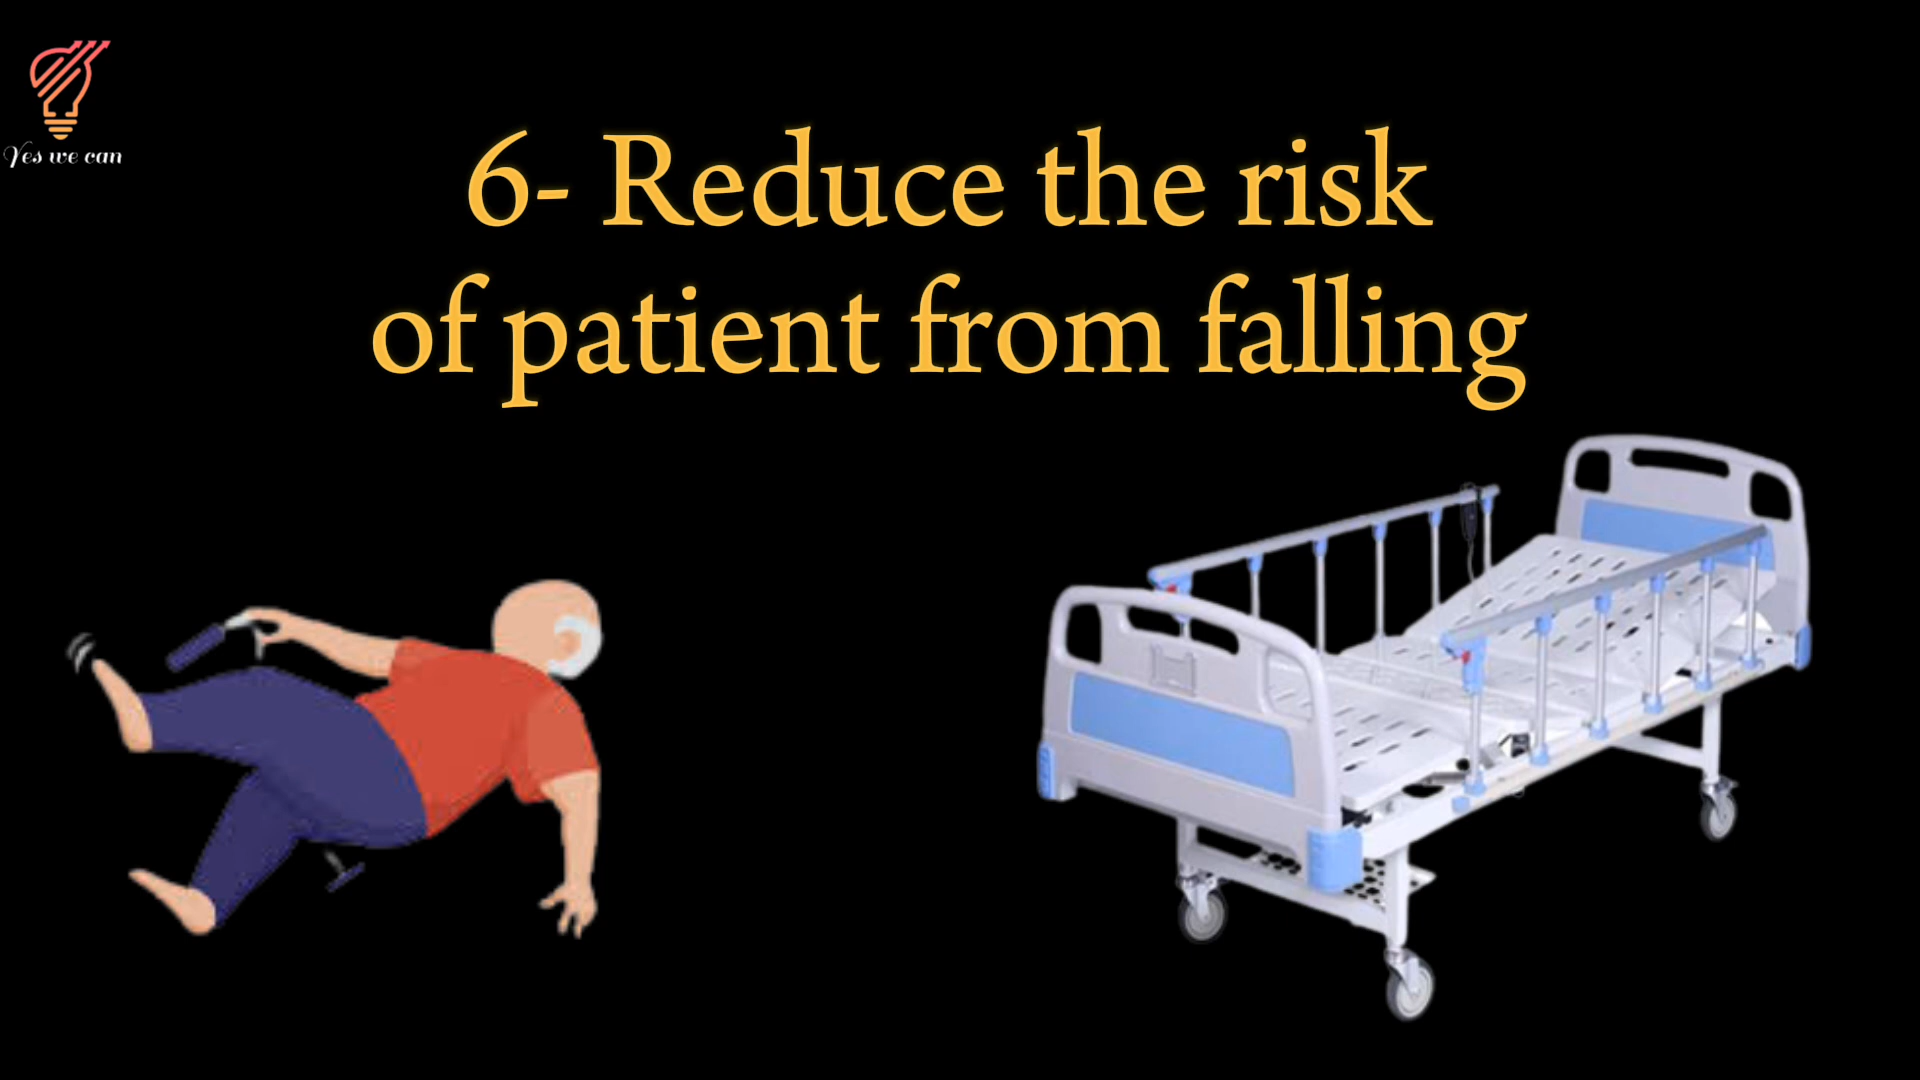 Yes we can
6- Reduce the risk
of patient from falling